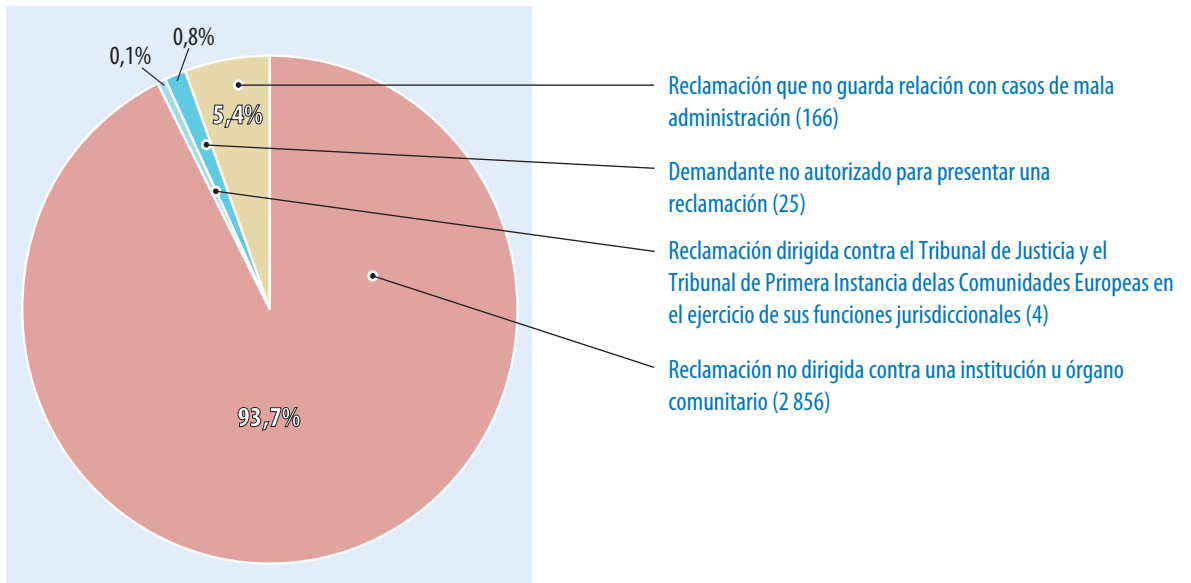 0,8%
0,1%
5,4%
93,7%
Reclamación que no guarda relación con casos de mala
administración (166)
Demandante no autorizado para presentar una
reclamación (25)
Reclamación dirigida contra el Tribunal de Justicia y el
Tribunal de Primera Instancia delas Comunidades Europeas en
el ejercicio de sus funciones jurisdiccionales (4)
Reclamación no dirigida contra una institución u órgano
comunitario (2 856)